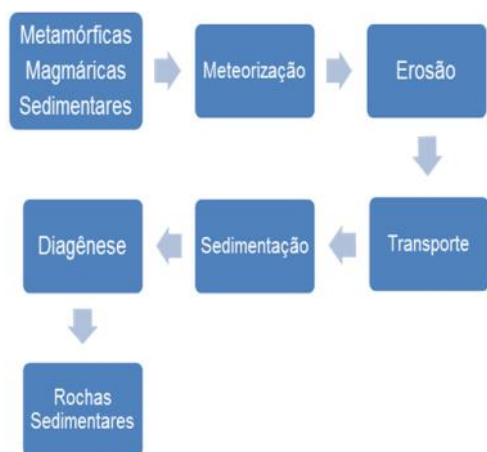 Metamórficas
Magmáricas
Sedimentares
Meteorização
Erosão
Transporte
Sedimentação
Diagênese
Rochas
Sedimentares